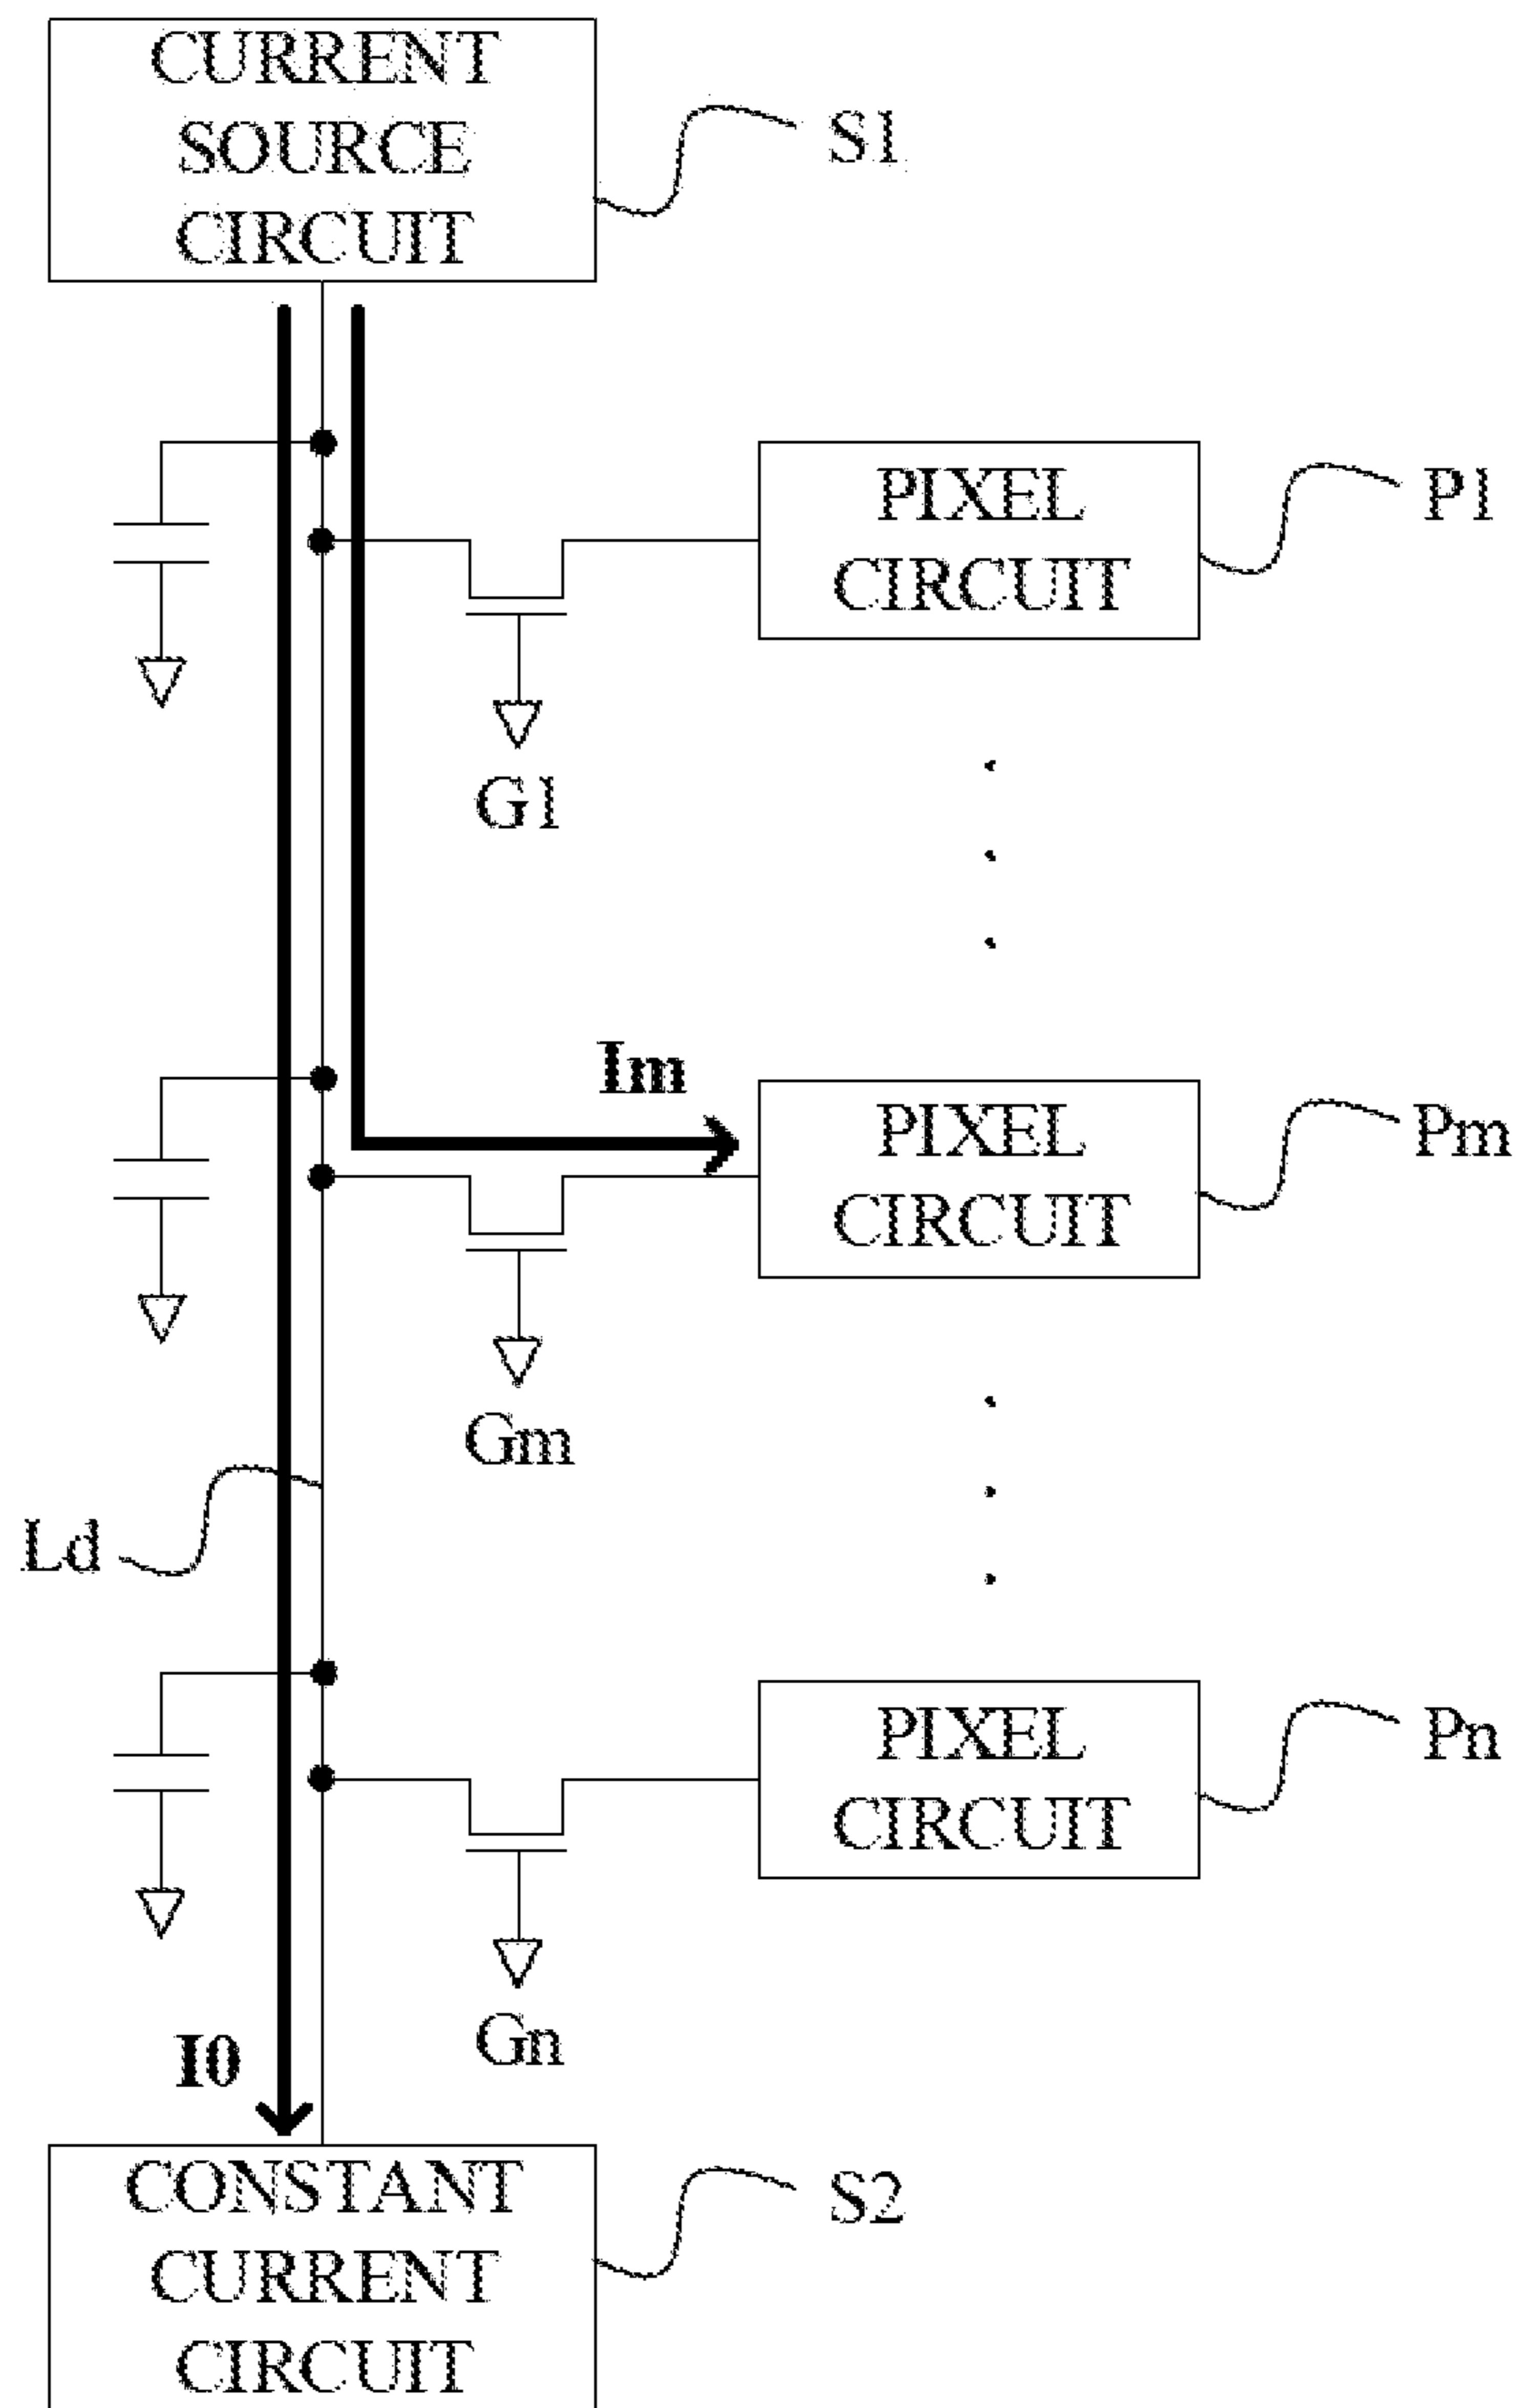 CURRENT
SOURCE
CIRCUIT
S1
PIXEL
CIRCUIT
P1
G1
Im
PIXEL
CIRCUIT
Pm
Gm
Ld
PIXEL
CIRCUIT
Pn
Gn
I0
CONSTANT
CURRENT
CIRCUIT
S2